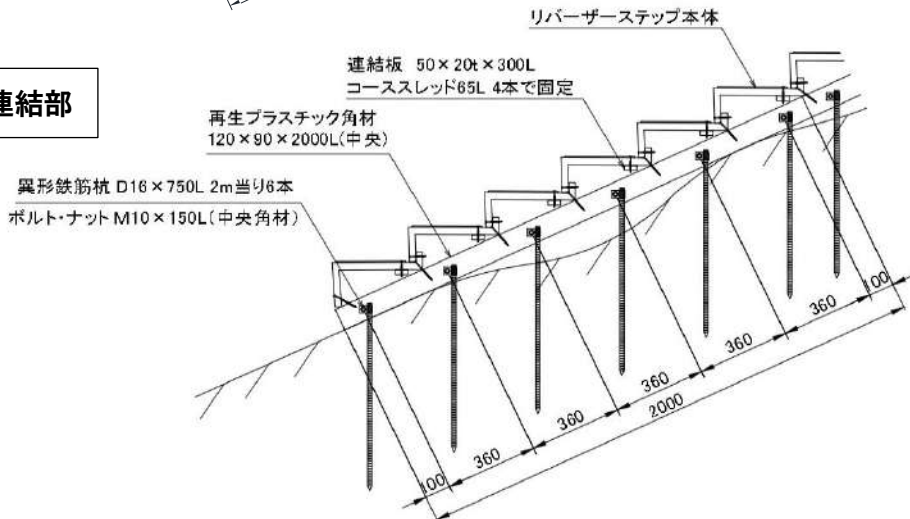 リバーザーステップ本体
連結板 50×20t×300L
コーススレッド65L 4本で固定
連結部
再生プラスチック角材
120×90×2000L(中央)
異形鉄筋杭 D16×750L 2m当り6本
ボルト・ナット M10×150L(中央角材)
100
360
360
360
360
360
100
2000